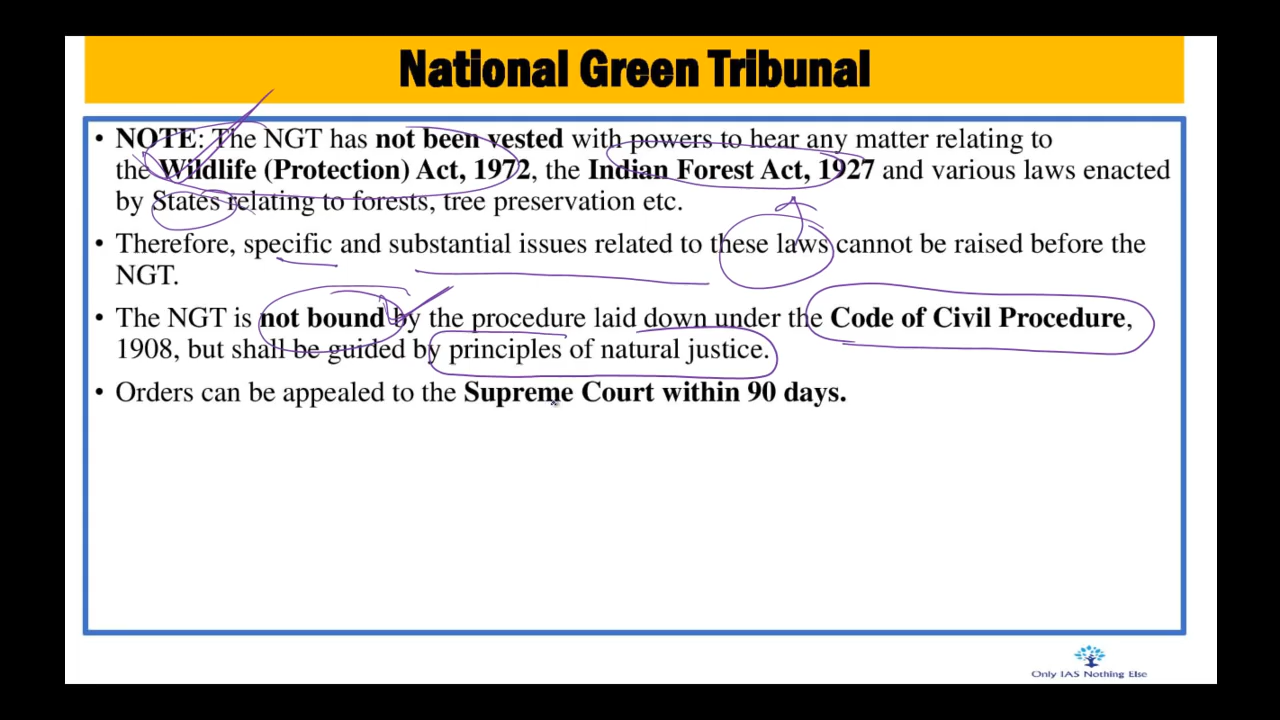 National Green Tribunal
• NOTE: The NGT has not been vested with powers to hear any matter relating to
the Wildlife (Protection) Act, 1972, the Indian Forest Act, 1927 and various laws enacted
by States relating to forests, tree preservation etc.
• Therefore, specific and substantial issues related to these laws cannot be raised before the
NGT.
• The NGT is not bound by the procedure laid down under the Code of Civil Procedure,
1908, but shall be guided by principles of natural justice.
• Orders can be appealed to the Supreme Court within 90 days.
Only IAS Nothing Else